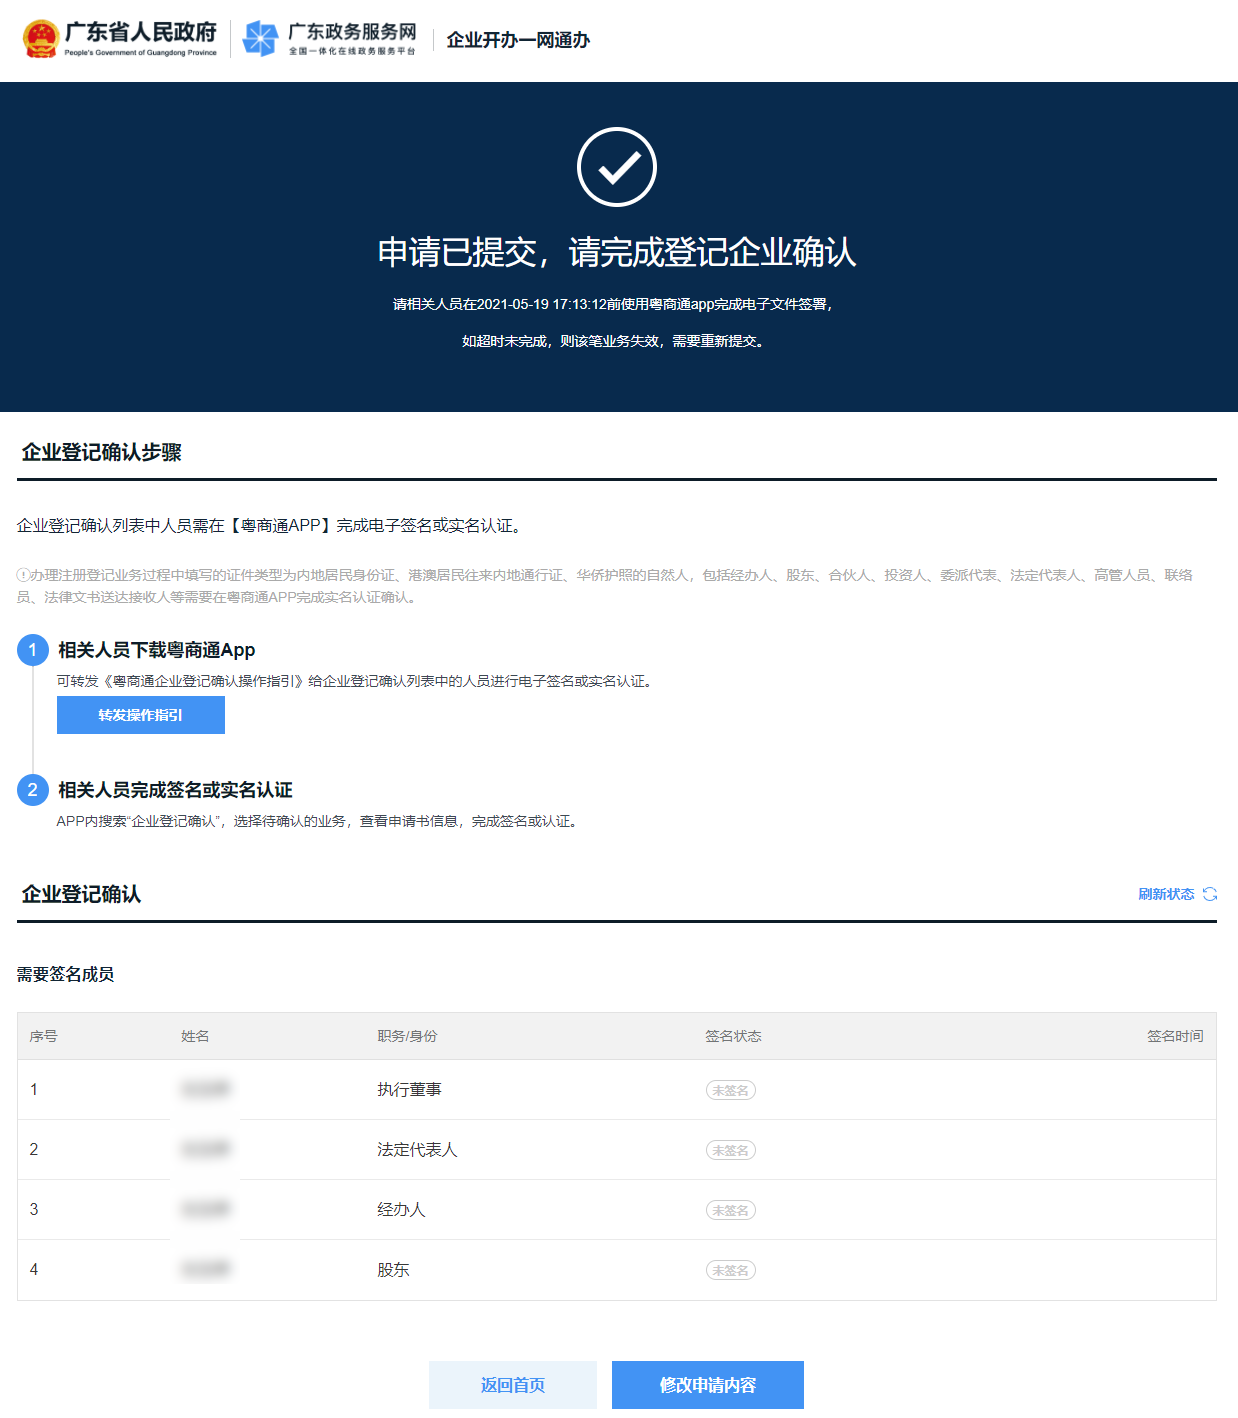 广东省人民政府
People's Government of Guangdong Province
广东政务服务网
全国一体化在线政务服务平台
企业开办一网通办
申请已提交，请完成登记企业确认
请相关人员在2021-05-19 17:13:12前使用粤商通app完成电子文件签署，
如超时未完成，则该笔业务失效，需要重新提交。
企业登记确认步骤
企业登记确认列表中人员需在【粤商通APP】完成电子签名或实名认证。
办理注册登记业务过程中填写的证件类型为内地居民身份证、港澳居民往来内地通行证、华侨护照的自然人，包括经办人、股东、合伙人、投资人、委派代表、法定代表人、高管人员、联络
员、法律文书送达接收人等需要在粤商通APP完成实名认证确认。
1 相关人员下载粤商通App
可转发《粤商通企业登记确认操作指引》给企业登记确认列表中的人员进行电子签名或实名认证。
转发操作指引
2 相关人员完成签名或实名认证
APP内搜索“企业登记确认”，选择待确认的业务，查看申请书信息，完成签名或认证。
企业登记确认
刷新状态
需要签名成员
序号 姓名 职务/身份 签名状态 签名时间
1 执行董事 未签名
2 法定代表人 未签名
3 经办人 未签名
4 股东 未签名
返回首页 修改申请内容